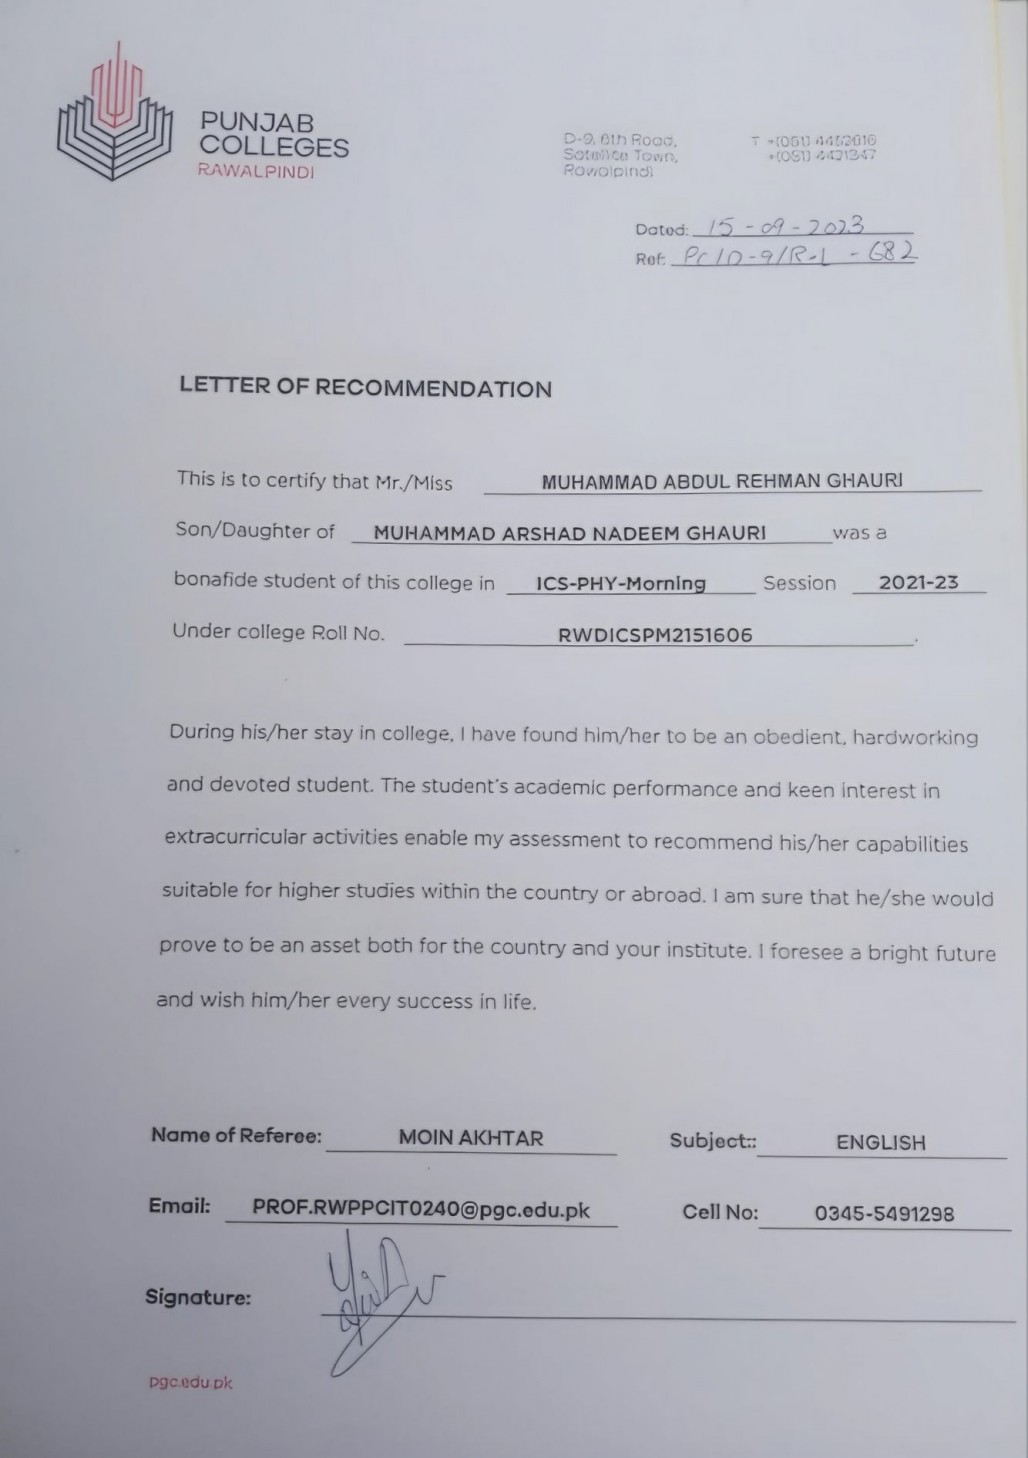 PUNJAB
COLLEGES
RAWALPINDI
D-9, 6th Road, T +(051) 4452616
Satellite Town, +(051) 4421347
Rawalpindi
Dated: 15-09-2023
Ref: PC/D-9/R-L-682
LETTER OF RECOMMENDATION
This is to certify that Mr./Miss MUHAMMAD ABDUL REHMAN GHAURI
Son/Daughter of MUHAMMAD ARSHAD NADEEM GHAURI was a
bonafide student of this college in ICS-PHY-Morning Session 2021-23
Under college Roll No. RWDICSPM2151606.
During his/her stay in college, I have found him/her to be an obedient, hardworking
and devoted student. The student's academic performance and keen interest in
extracurricular activities enable my assessment to recommend his/her capabilities
suitable for higher studies within the country or abroad. I am sure that he/she would
prove to be an asset both for the country and your institute. I foresee a bright future
and wish him/her every success in life.
Name of Referee: MOIN AKHTAR Subject:: ENGLISH
Email: PROF.RWPPCIT0240@pgc.edu.pk Cell No: 0345-5491298
Signature:
pgc.edu.pk